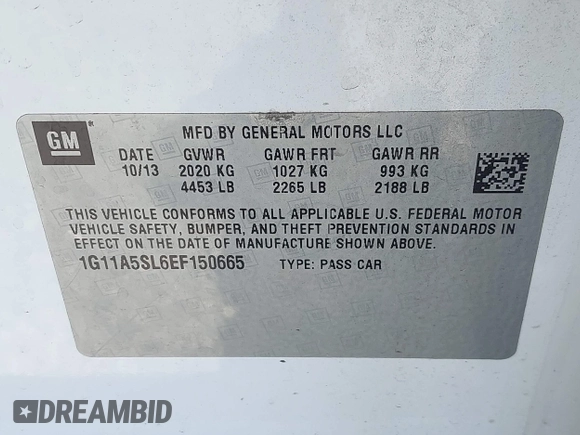 GM
MFD BY GENERAL MOTORS LLC
DATE GVWR GAWR FRT GAWR RR
10/13 2020 KG 1027 KG 993 KG
4453 LB 2265 LB 2188 LB
THIS VEHICLE CONFORMS TO ALL APPLICABLE U.S. FEDERAL MOTOR
VEHICLE SAFETY, BUMPER, AND THEFT PREVENTION STANDARDS IN
EFFECT ON THE DATE OF MANUFACTURE SHOWN ABOVE.
1G11A5SL6EF150665 TYPE: PASS CAR
DREAMBID